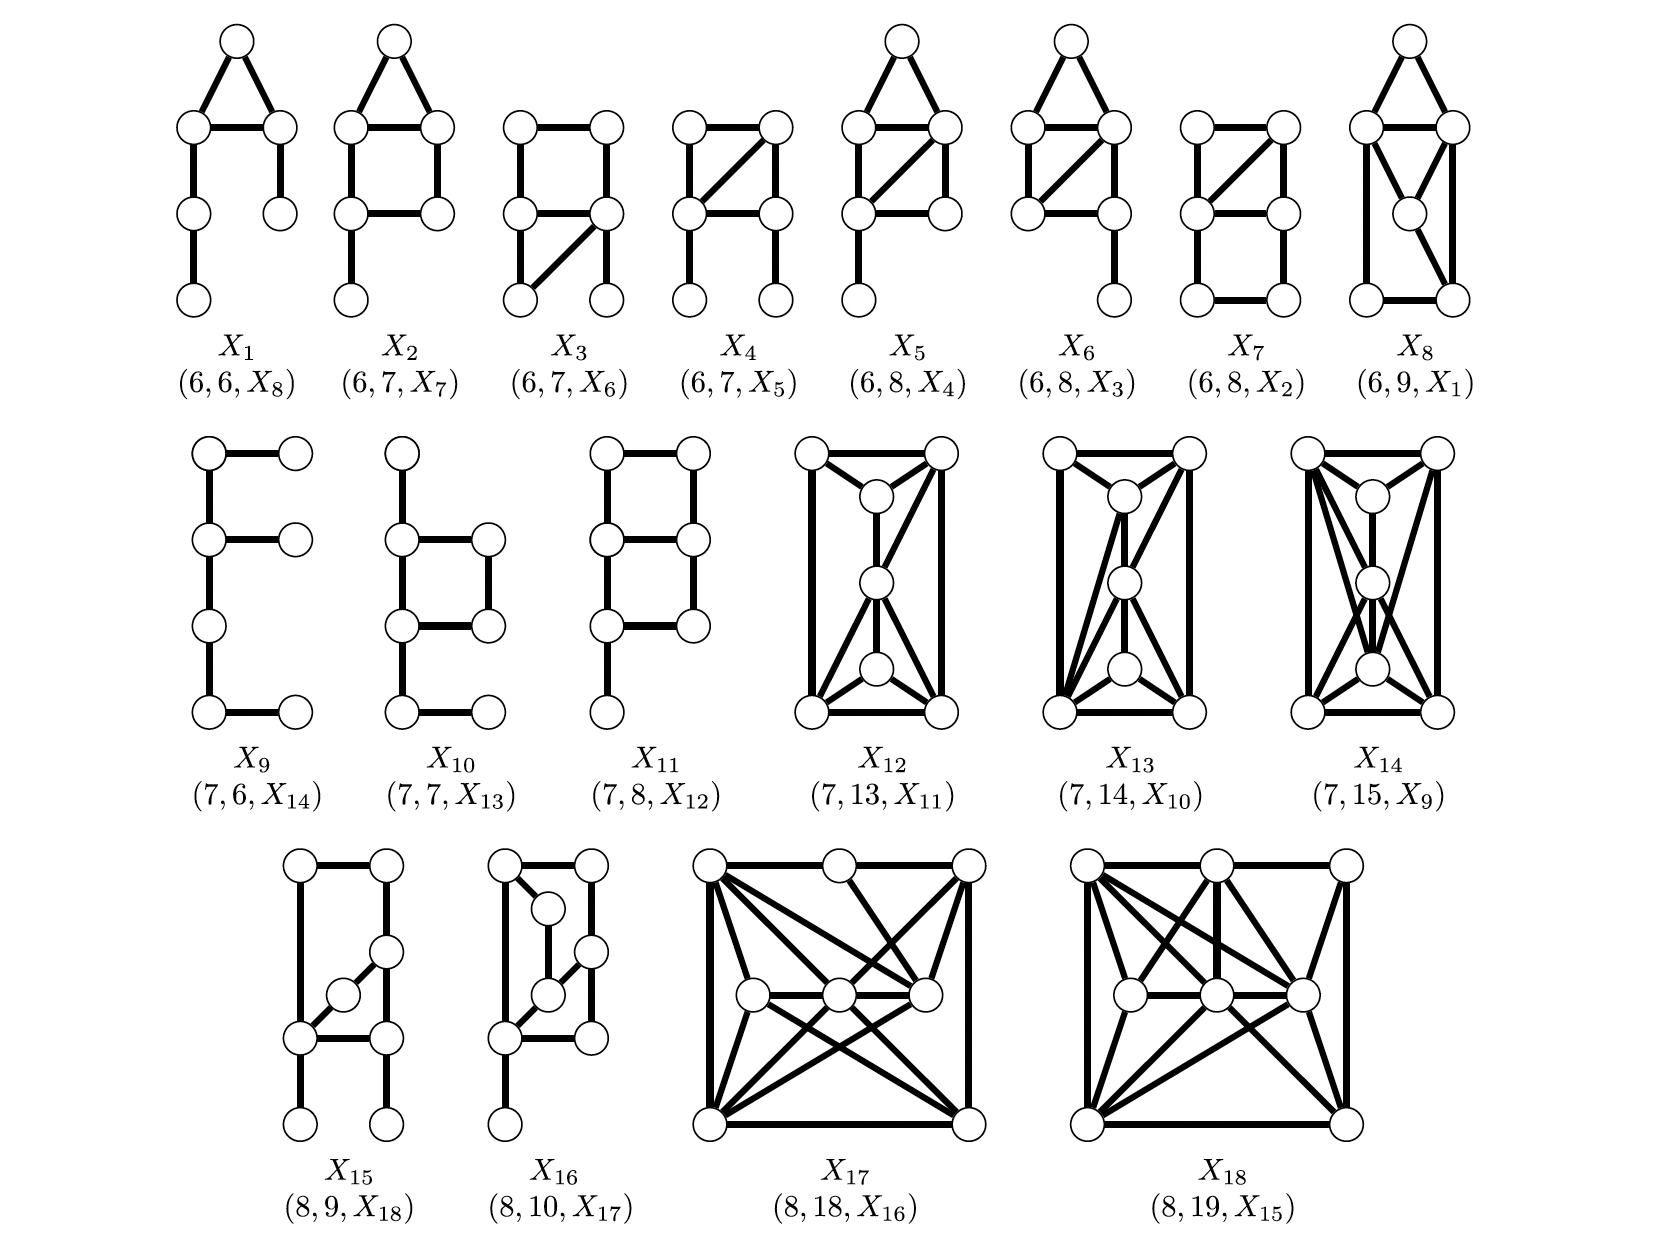 X₁ X₂ X₃ X₄ X₅ X₆ X₇ X₈
(6, 6, X₈) (6, 7, X₇) (6, 7, X₆) (6, 7, X₅) (6, 8, X₄) (6, 8, X₃) (6, 8, X₂) (6, 9, X₁)
X₉ X₁₀ X₁₁ X₁₂ X₁₃ X₁₄
(7, 6, X₁₄) (7, 7, X₁₃) (7, 8, X₁₂) (7, 13, X₁₁) (7, 14, X₁₀) (7, 15, X₉)
X₁₅ X₁₆ X₁₇ X₁₈
(8, 9, X₁₈) (8, 10, X₁₇) (8, 18, X₁₆) (8, 19, X₁₅)